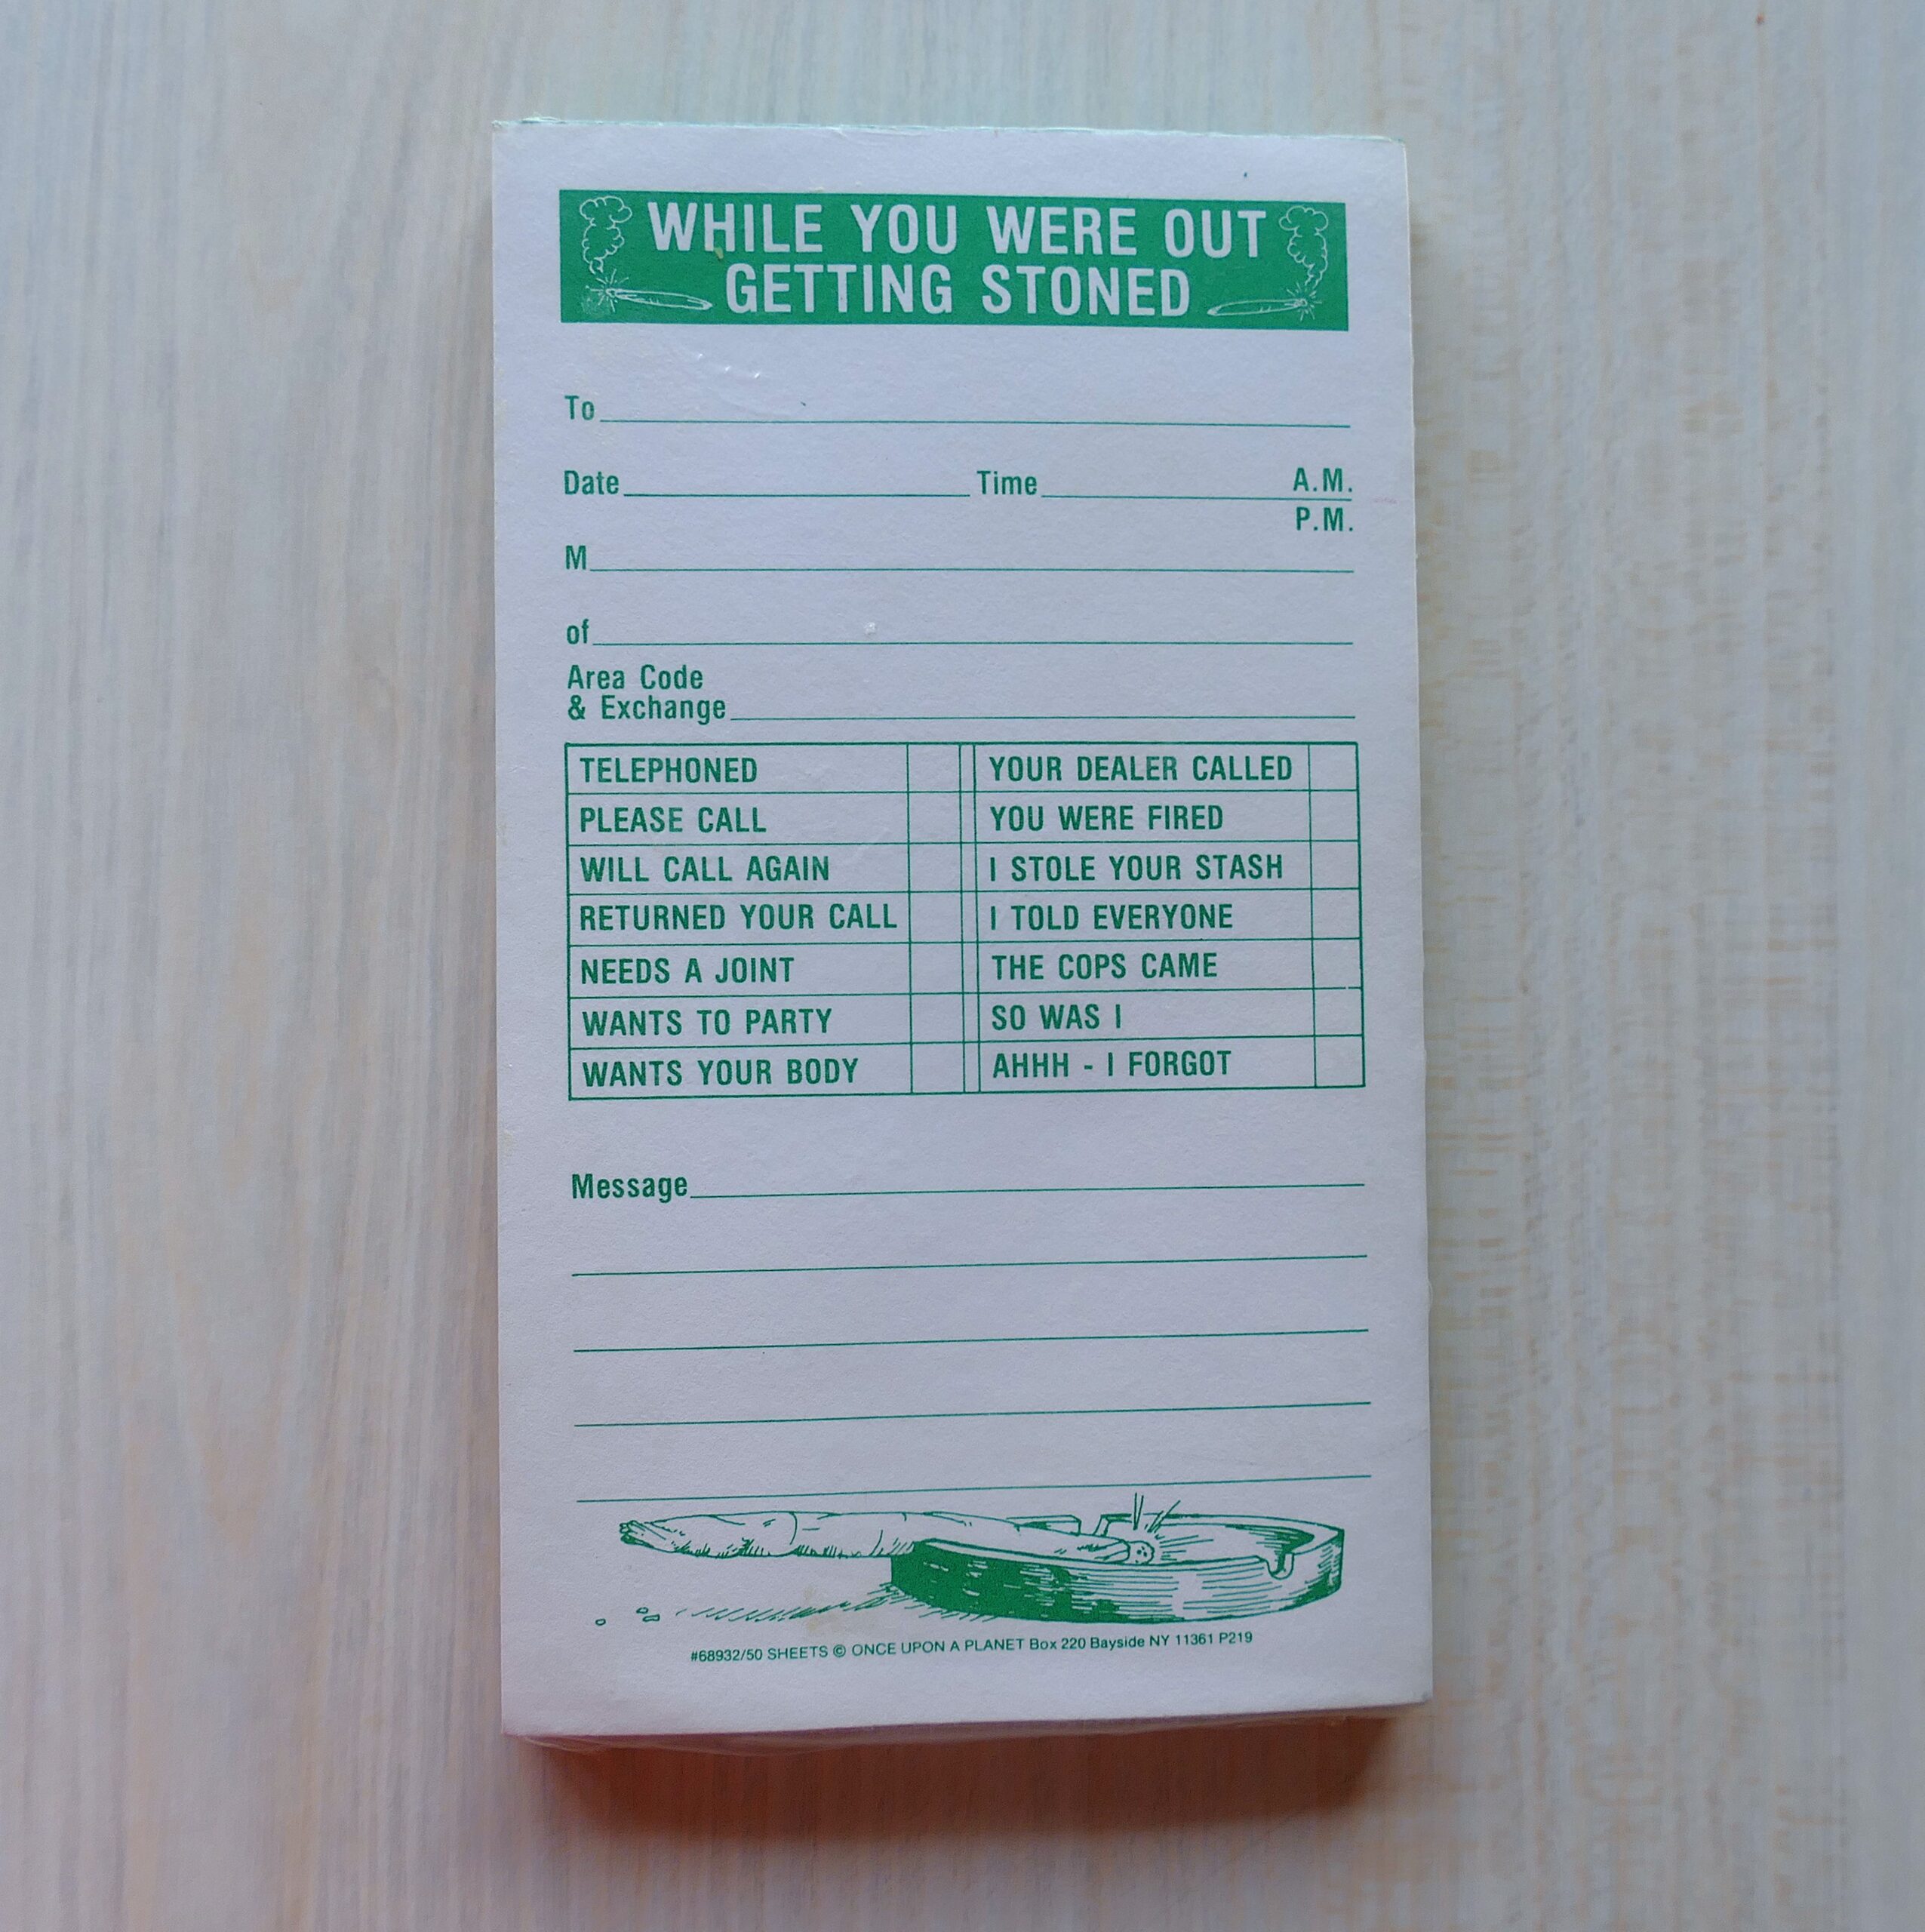 WHILE YOU WERE OUT
GETTING STONED
To
Date Time A.M.
P.M.
M
of
Area Code
& Exchange
TELEPHONED YOUR DEALER CALLED
PLEASE CALL YOU WERE FIRED
WILL CALL AGAIN I STOLE YOUR STASH
RETURNED YOUR CALL I TOLD EVERYONE
NEEDS A JOINT THE COPS CAME
WANTS TO PARTY SO WAS I
WANTS YOUR BODY AHHH - I FORGOT
Message
#68932/50 SHEETS © ONCE UPON A PLANET Box 220 Bayside NY 11361 P219